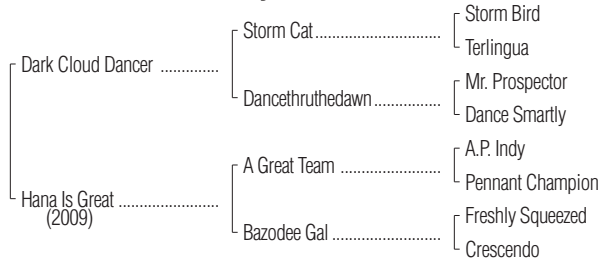 Storm Bird
Storm Cat..................
Terlingua
Dark Cloud Dancer ..............
Mr. Prospector
Dancethruthedawn................
Dance Smartly
A.P. Indy
A Great Team ........................
Pennant Champion
Hana Is Great ........................
(2009)
Freshly Squeezed
Bazodee Gal ..........................
Crescendo